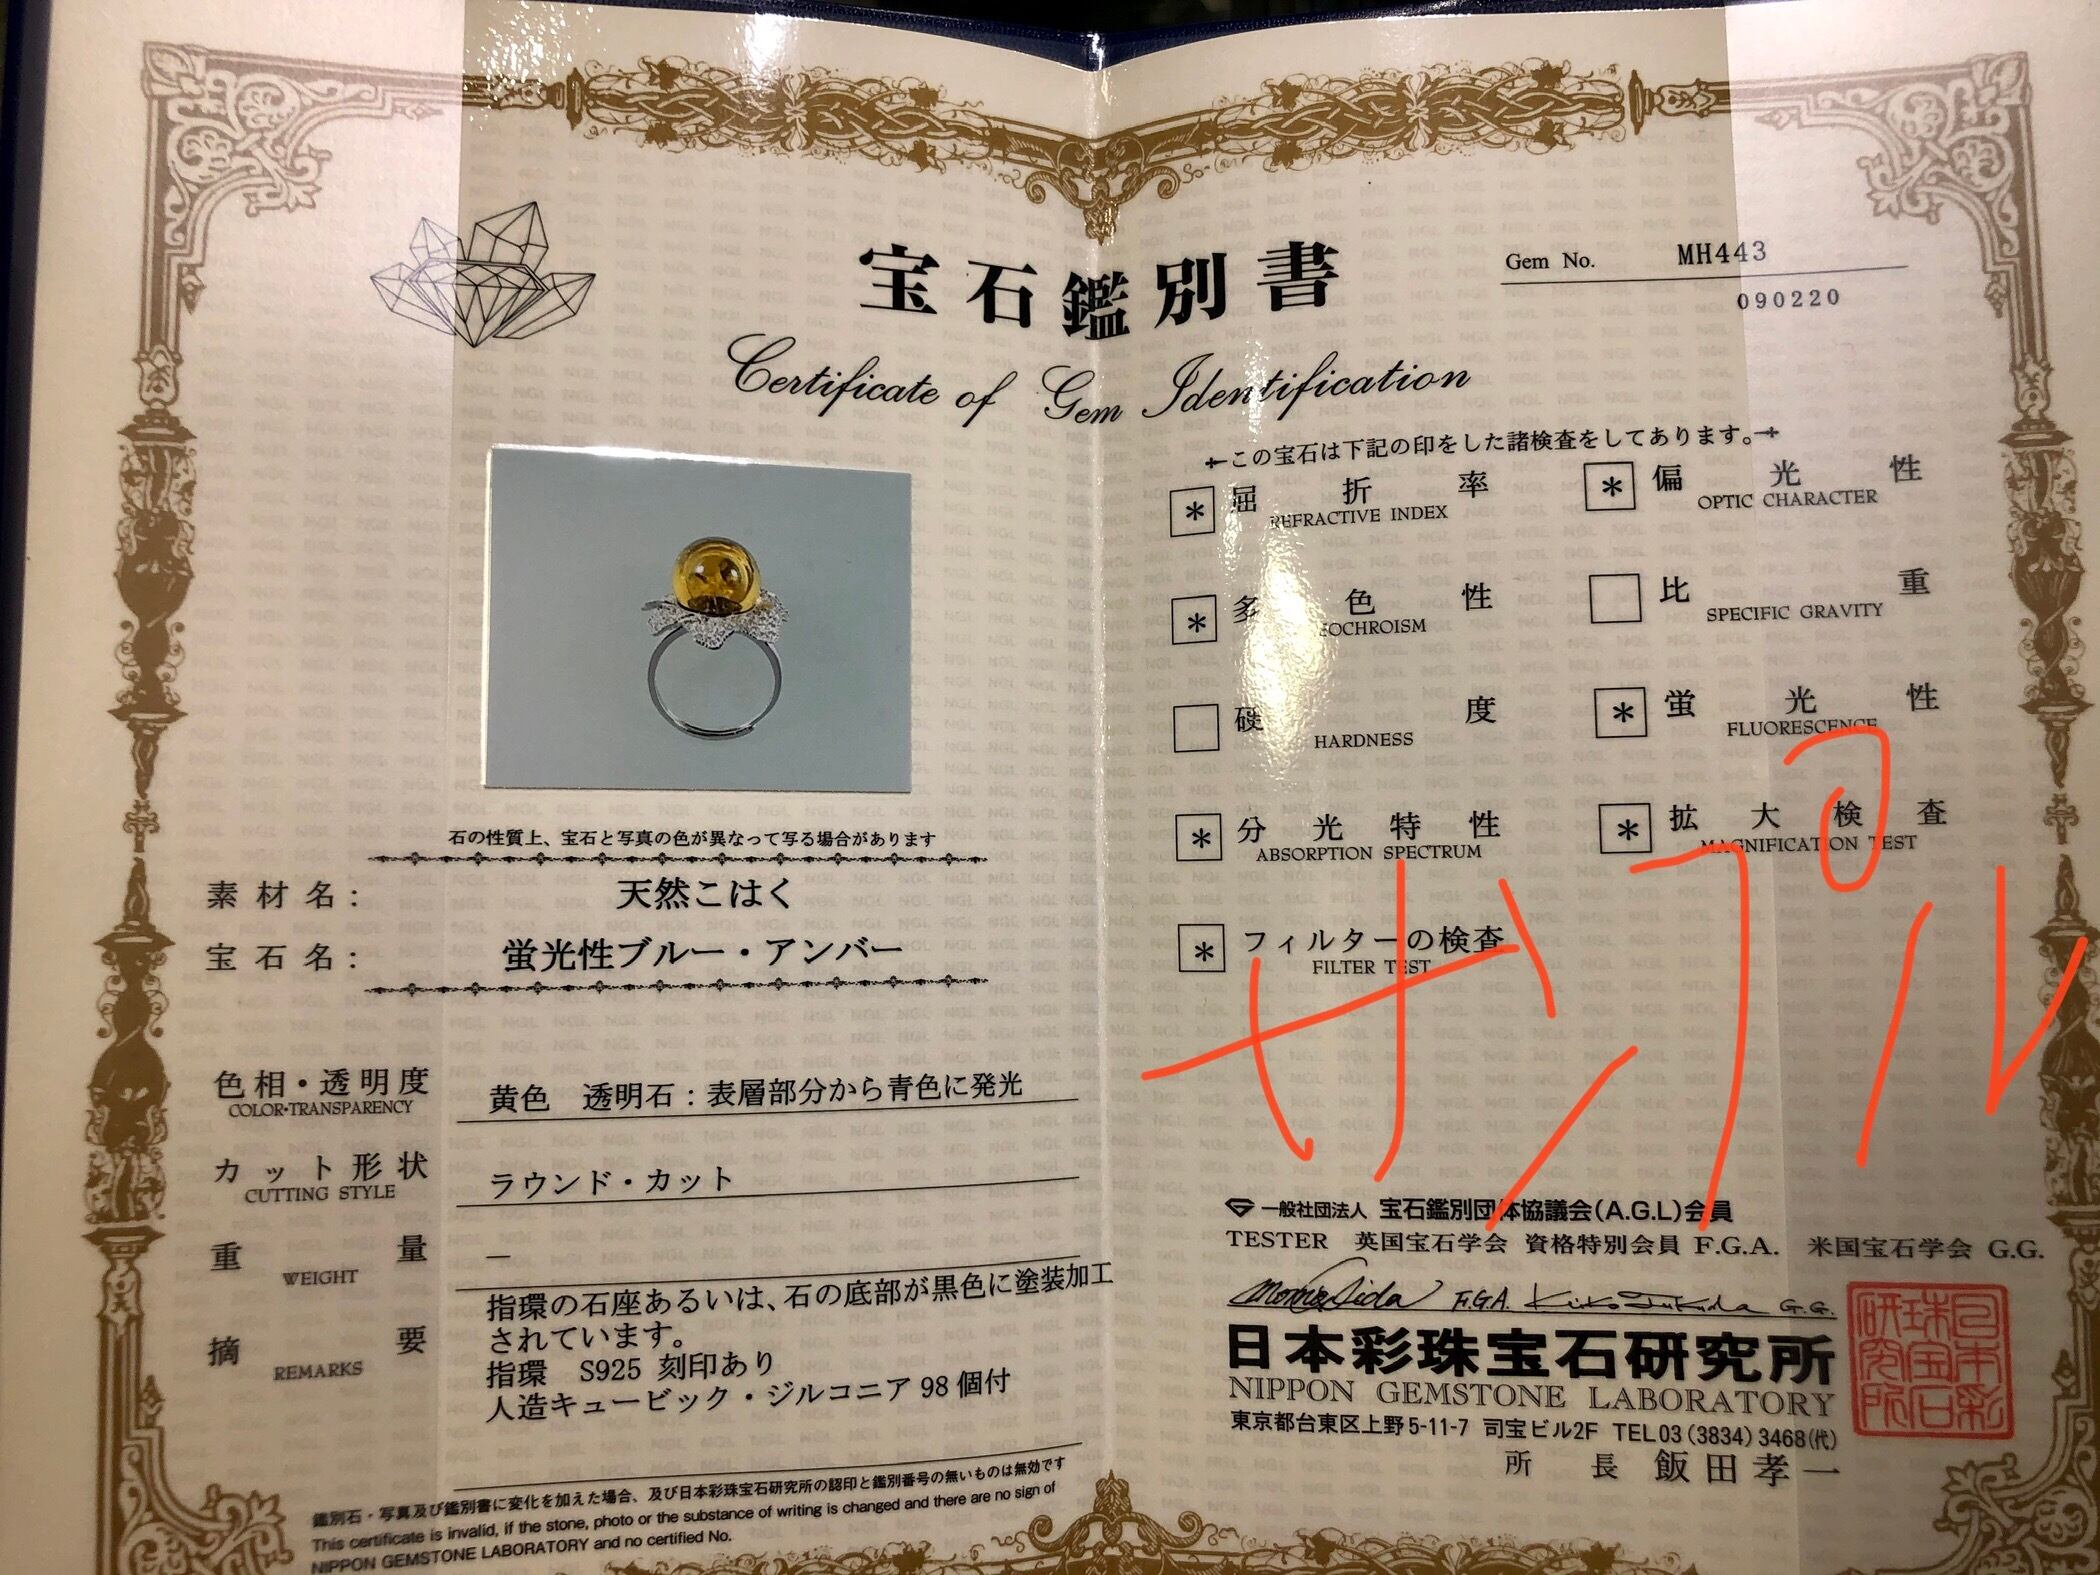 宝石鑑別書
Certificate of Gem Identification
Gem No. MH443
090220
石の性質上、宝石と写真の色が異なって写る場合があります
素材名: 天然こはく
宝石名: 蛍光性ブルー・アンバー
色相・透明度 黄色 透明石:表層部分から青色に発光
COLOR・TRANSPARENCY
カット形状 ラウンド・カット
CUTTING STYLE
重量 —
WEIGHT
摘要 指環の石座あるいは、石の底部が黒色に塗装加工
されています。
REMARKS
指環 S925 刻印あり
人造キュービック・ジルコニア 98 個付
鑑別石・写真及び鑑別書に変化を加えた場合、及び日本彩珠宝石研究所の認印と鑑別番号の無いものは無効です
This certificate is invalid, if the stone, photo or the substance of writing is changed and there are no sign of
NIPPON GEMSTONE LABORATORY and no certified No.
この宝石は下記の印をした諸検査をしてあります。
* 屈折率 * 偏光性
REFRACTIVE INDEX OPTIC CHARACTER
* 多色性 比重
EOCHROISM SPECIFIC GRAVITY
硬度 * 蛍光性
HARDNESS FLUORESCENCE
* 分光特性 * 拡大検査
ABSORPTION SPECTRUM MAGNIFICATION TEST
* フィルターの検査
FILTER TEST
サンプル
一般社団法人 宝石鑑別団体協議会(A.G.L)会員
TESTER 英国宝石学会 資格特別会員 F.G.A. 米国宝石学会 G.G.
F.G.A. G.G.
日本彩珠宝石研究所
NIPPON GEMSTONE LABORATORY
東京都台東区上野5-11-7 司宝ビル2F TEL03(3834)3468(代)
所長 飯田孝一
日本彩珠宝石研究所